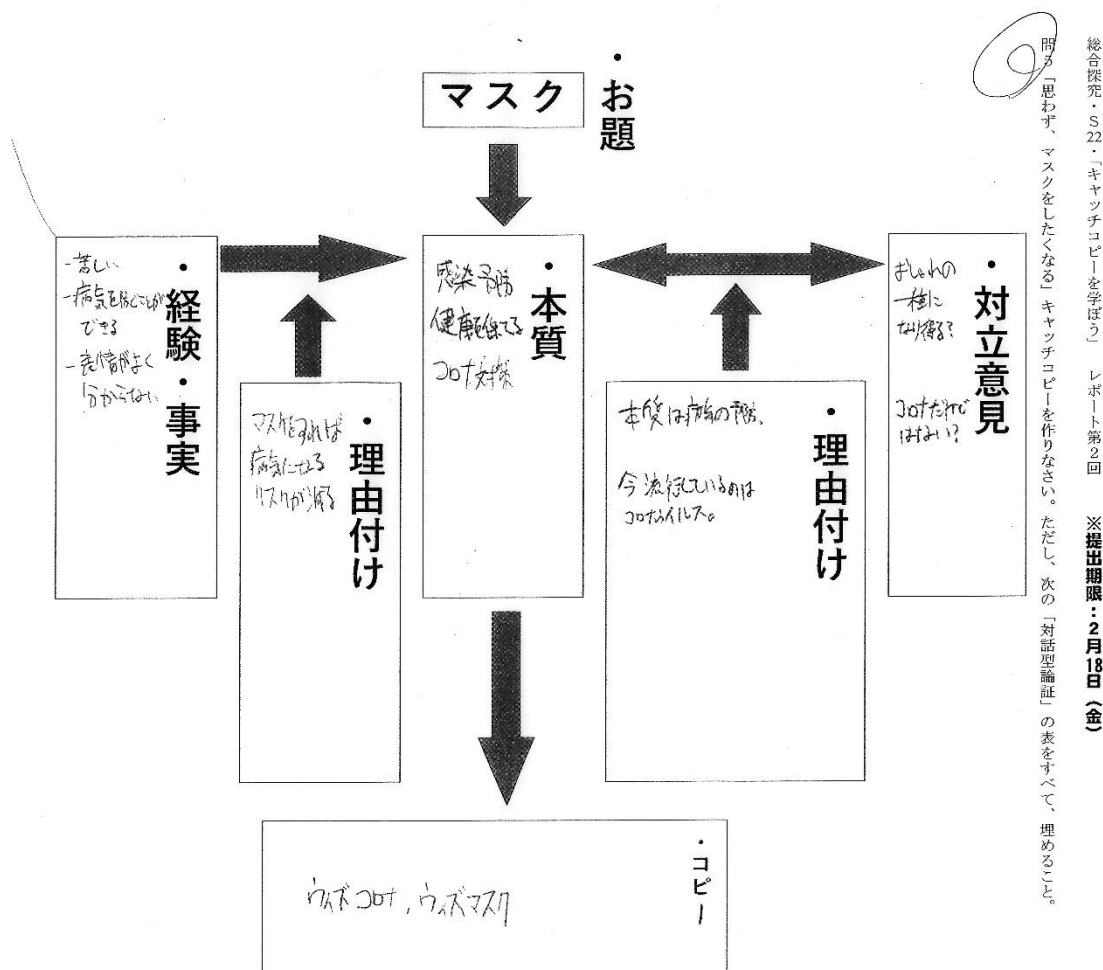 総合探究・S22・「キャッチコピーを学ぼう」 レポート第2回 ※提出期限:2月18日(金)
問5「思わず、マスクをしたくなる」キャッチコピーを作りなさい。ただし、次の「対話型論証」の表をすべて、埋めること。
・お題
マスク
・対立意見
おしゃれの
一種に
なり得る?
コロナだけで
はない?
・理由付け
本質は病気の予防、
今流行しているのは
コロナウイルス。
・本質
感染予防
健康を保てる
コロナ対策
・理由付け
マスクをすれば
病気になる
リスクが減る
・経験・事実
-苦しい
-病気を防ぐことが
できる
-表情がよく
分からない
・コピー
ウィズコロナ、ウィズマスク